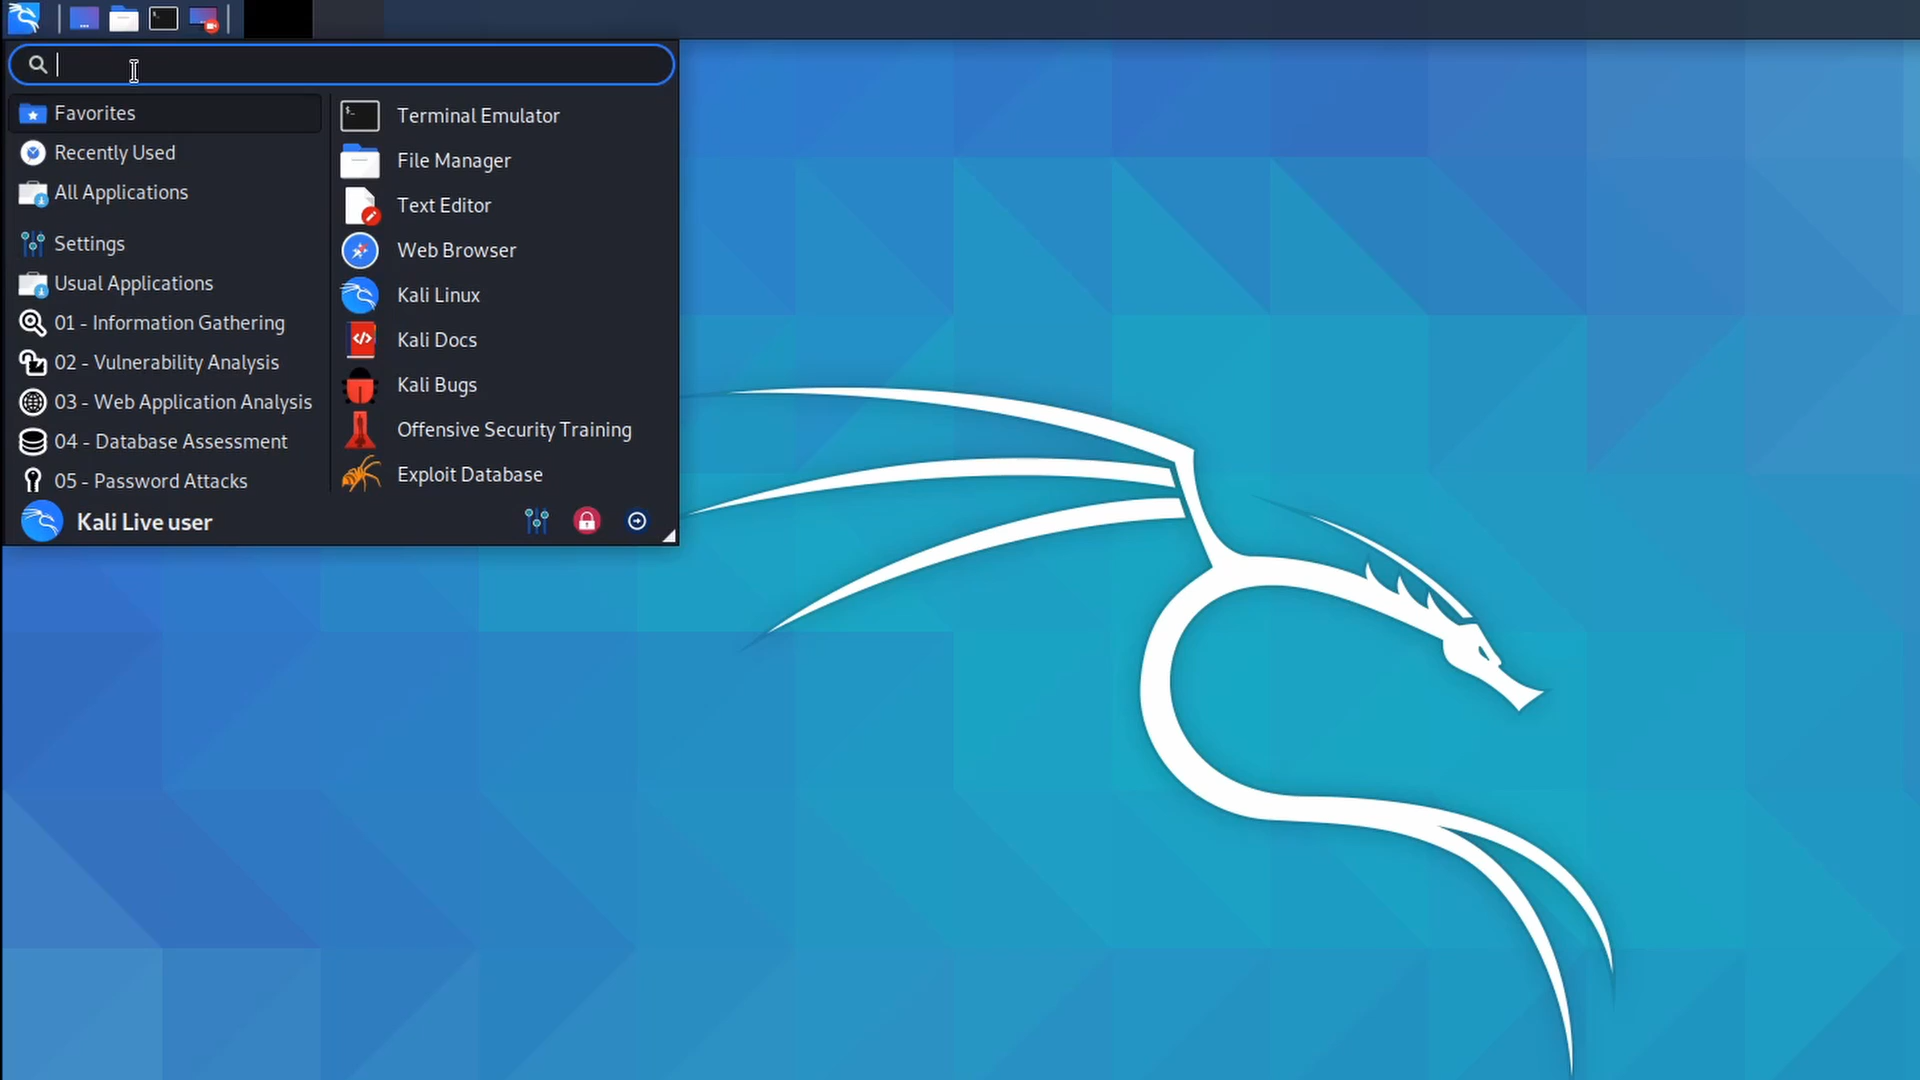 Favorites
Recently Used
All Applications
Settings
Usual Applications
01 - Information Gathering
02 - Vulnerability Analysis
03 - Web Application Analysis
04 - Database Assessment
05 - Password Attacks
Terminal Emulator
File Manager
Text Editor
Web Browser
Kali Linux
Kali Docs
Kali Bugs
Offensive Security Training
Exploit Database
Kali Live user